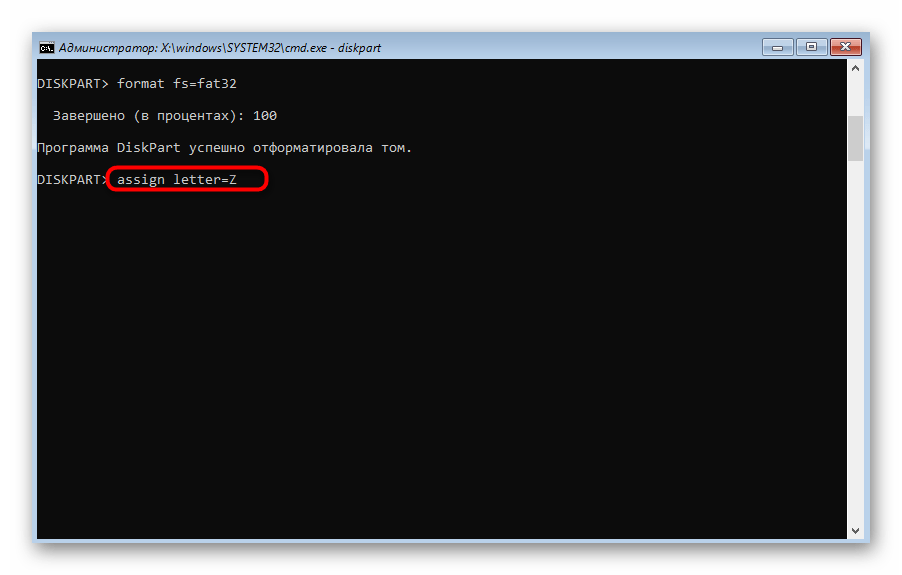 Администратор: X:\windows\SYSTEM32\cmd.exe - diskpart
DISKPART> format fs=fat32
Завершено (в процентах): 100
Программа DiskPart успешно отформатировала том.
DISKPART> assign letter=Z